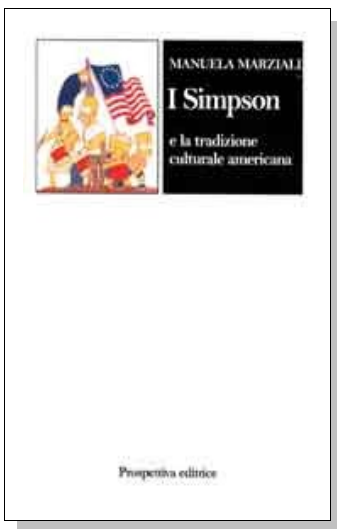 MANUELA MARZIALI
I Simpson
e la tradizione
culturale americana
Prospettiva editrice